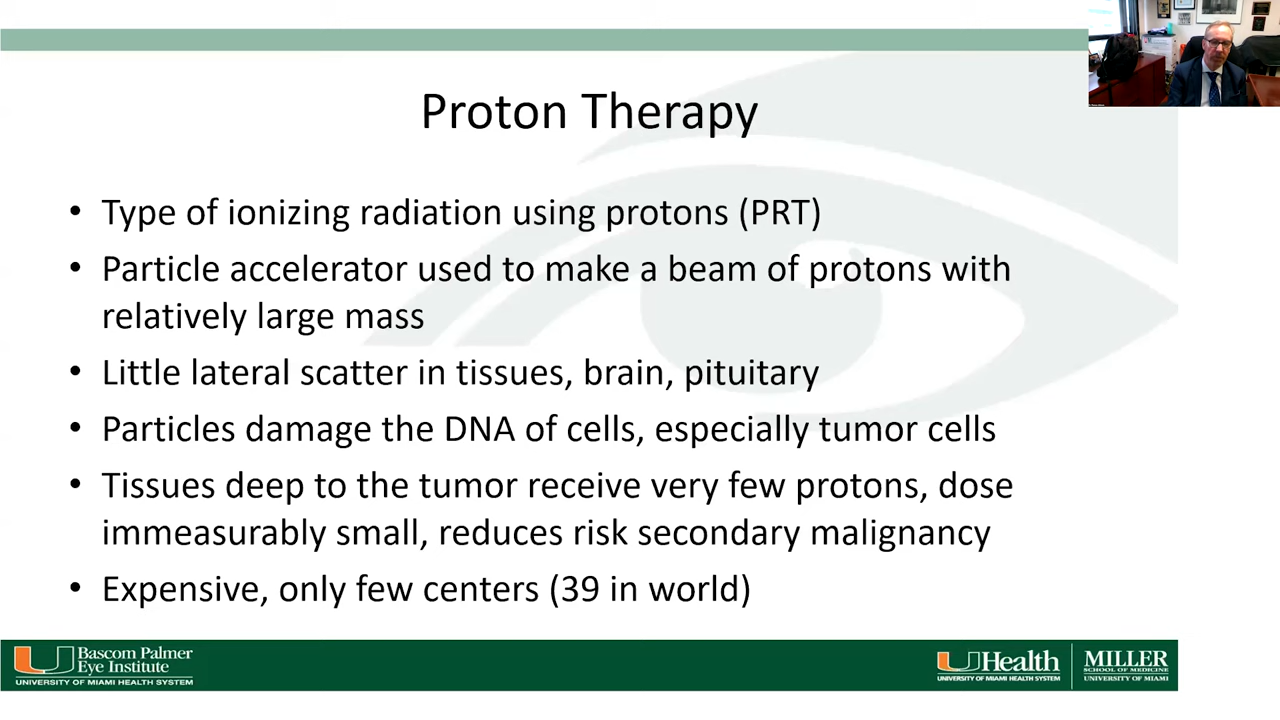 Proton Therapy
• Type of ionizing radiation using protons (PRT)
• Particle accelerator used to make a beam of protons with
relatively large mass
• Little lateral scatter in tissues, brain, pituitary
• Particles damage the DNA of cells, especially tumor cells
• Tissues deep to the tumor receive very few protons, dose
immeasurably small, reduces risk secondary malignancy
• Expensive, only few centers (39 in world)
Bascom Palmer
Eye Institute
UNIVERSITY OF MIAMI HEALTH SYSTEM
UHealth
UNIVERSITY OF MIAMI HEALTH SYSTEM
MILLER
SCHOOL OF MEDICINE
UNIVERSITY OF MIAMI